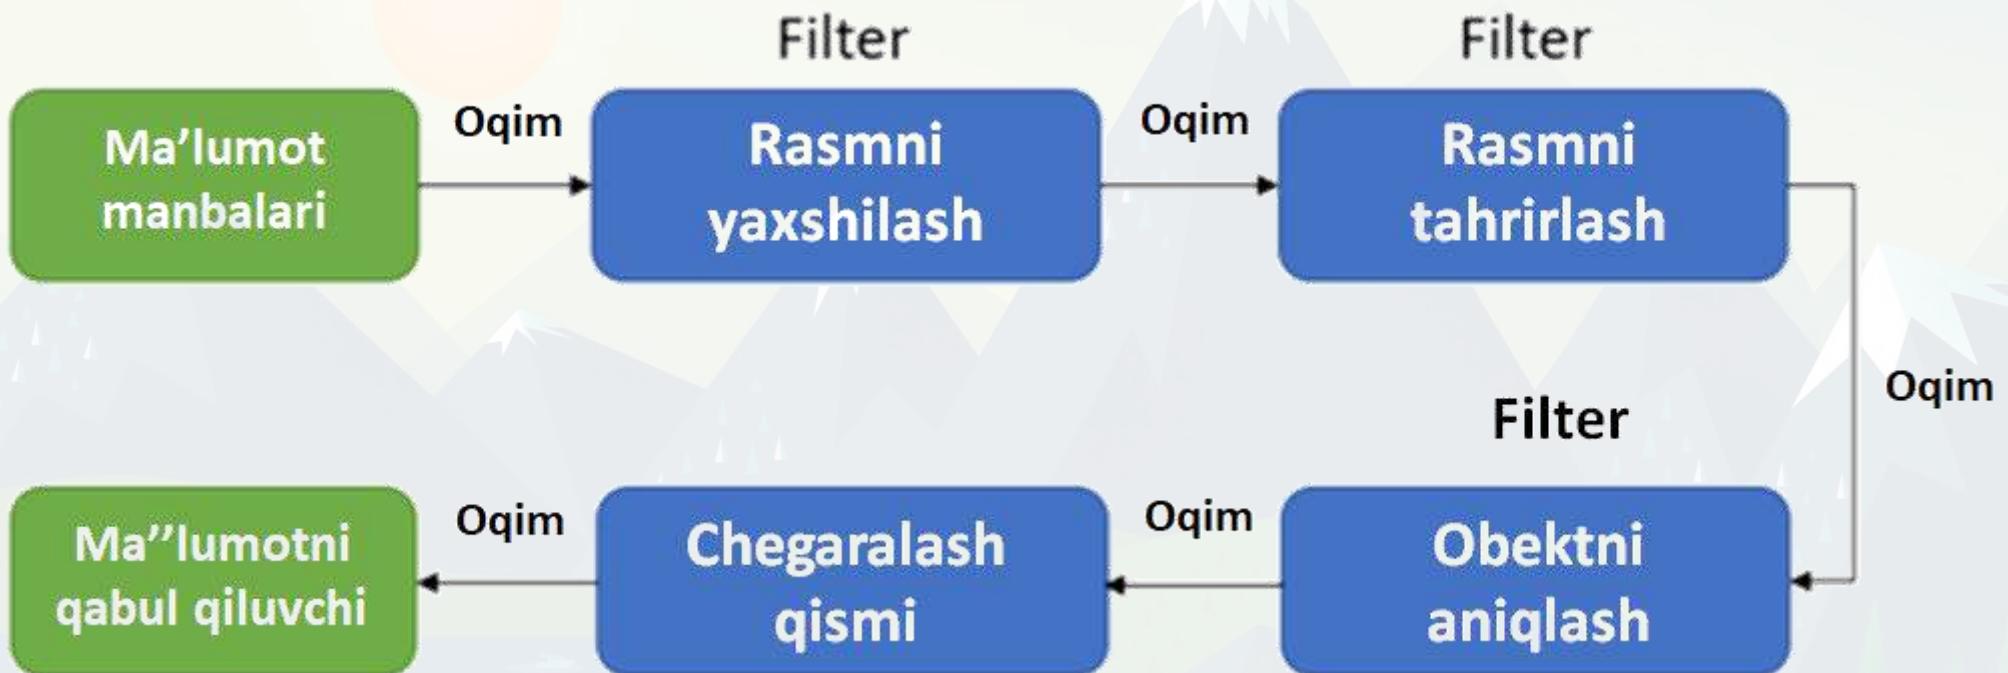 Filter
Filter
Ma’lumot
manbalari
Oqim
Rasmni
yaxshilash
Oqim
Rasmni
tahrirlash
Oqim
Filter
Obektni
aniqlash
Oqim
Chegaralash
qismi
Oqim
Ma’’lumotni
qabul qiluvchi